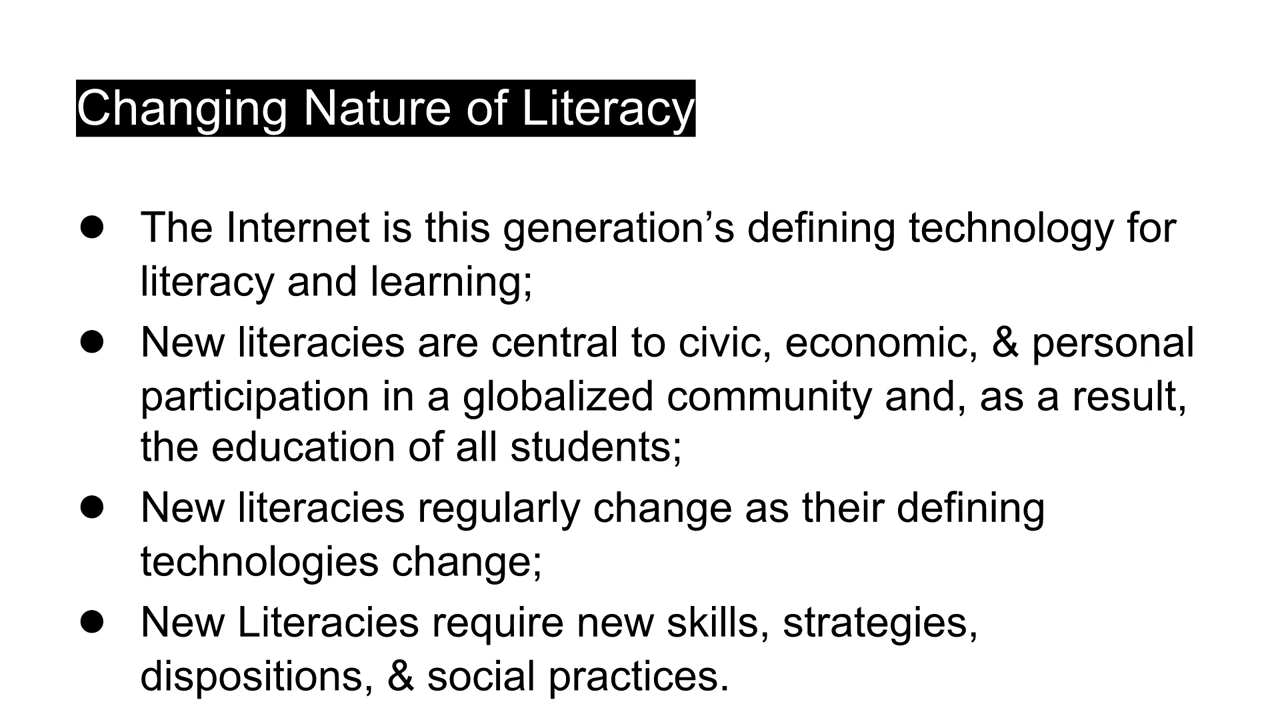 Changing Nature of Literacy
● The Internet is this generation’s defining technology for
literacy and learning;
● New literacies are central to civic, economic, & personal
participation in a globalized community and, as a result,
the education of all students;
● New literacies regularly change as their defining
technologies change;
● New Literacies require new skills, strategies,
dispositions, & social practices.